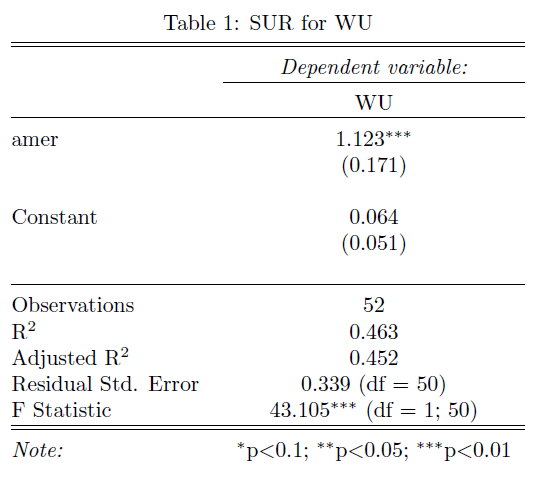 Table 1: SUR for WU
Dependent variable:
WU
amer 1.123***
(0.171)
Constant 0.064
(0.051)
Observations 52
R² 0.463
Adjusted R² 0.452
Residual Std. Error 0.339 (df = 50)
F Statistic 43.105*** (df = 1; 50)
Note: *p<0.1; **p<0.05; ***p<0.01